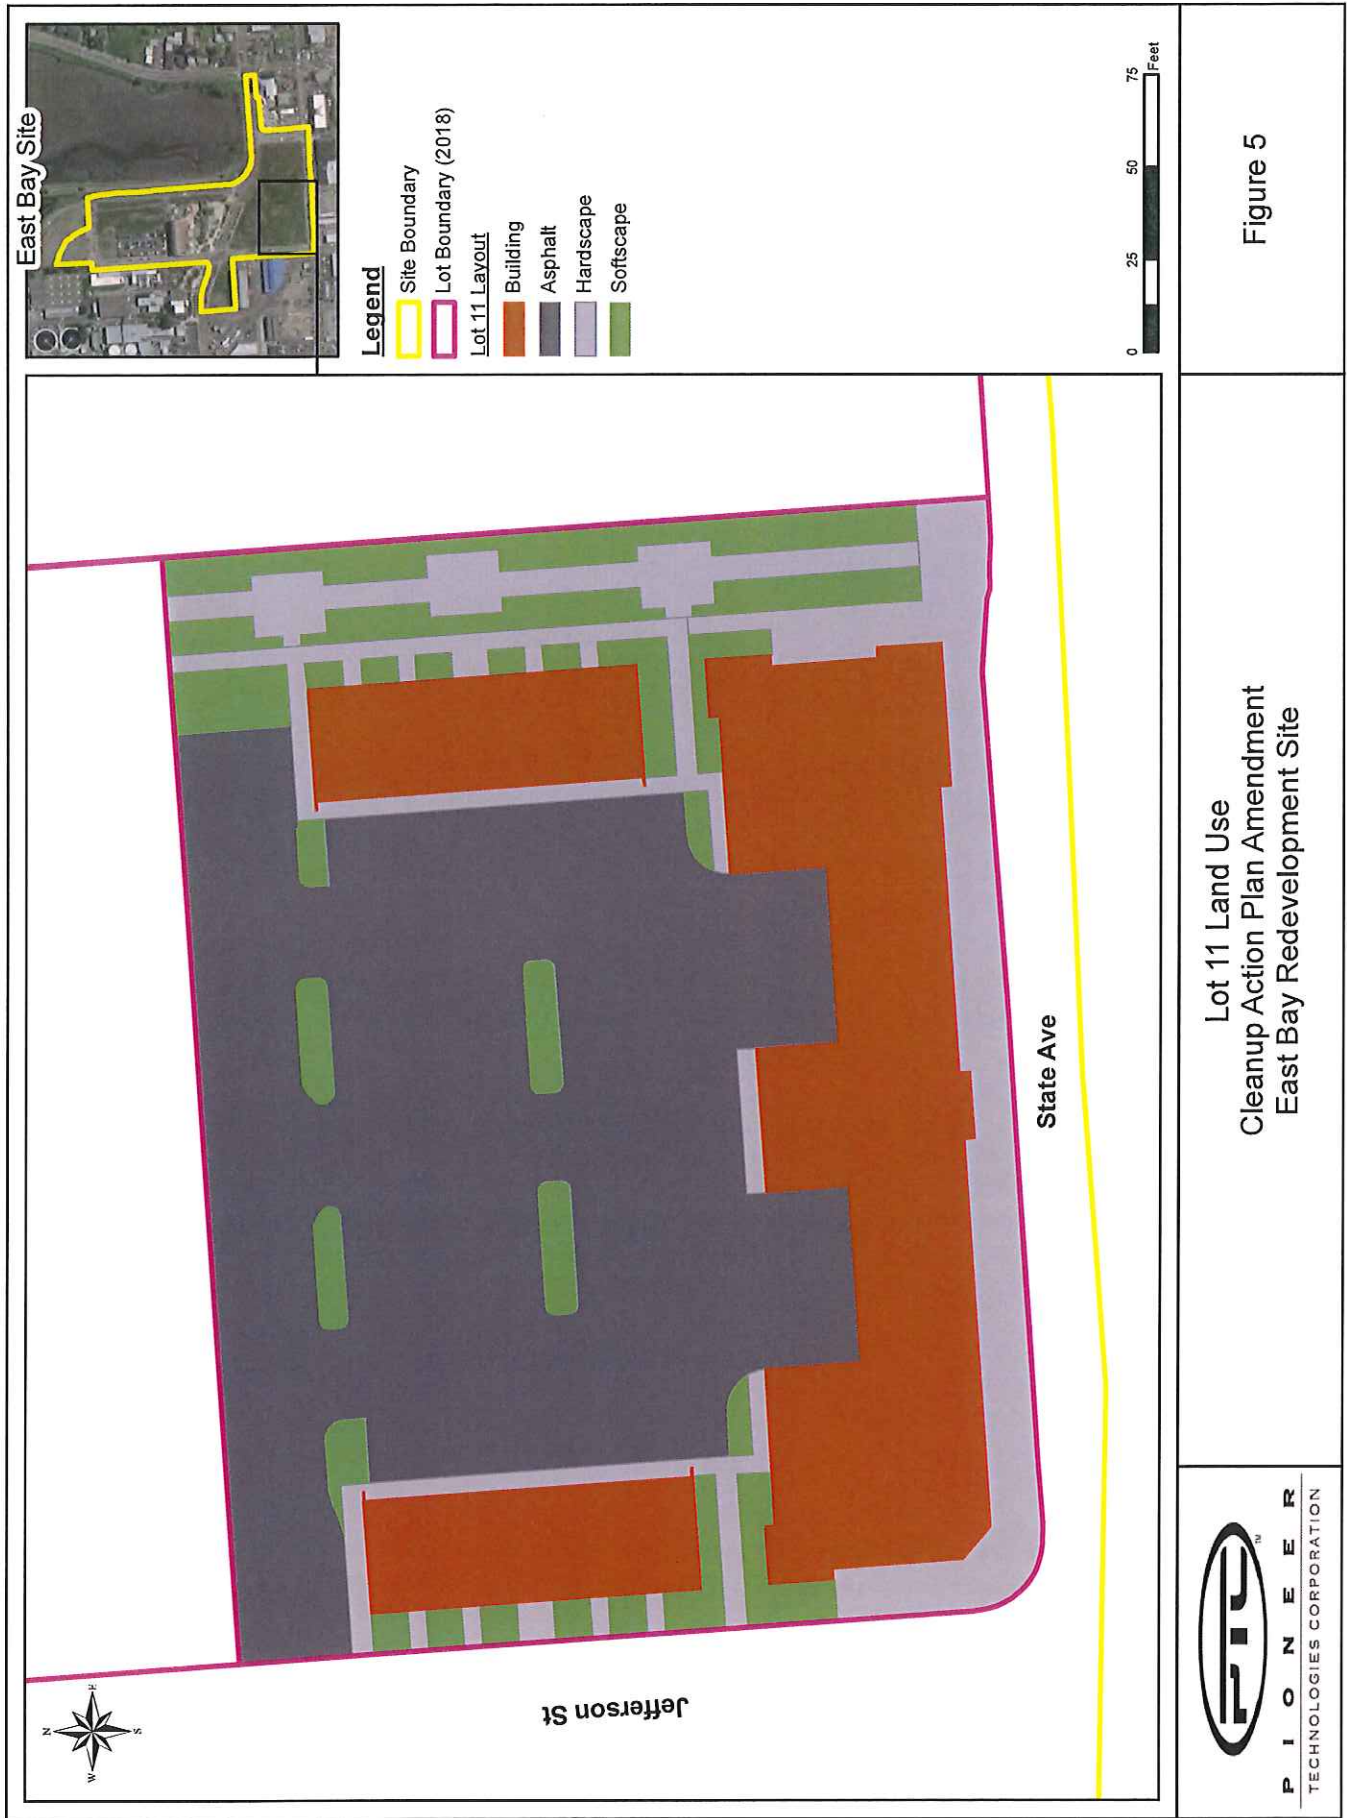 East Bay Site
Legend
Site Boundary
Lot Boundary (2018)
Lot 11 Layout
Building
Asphalt
Hardscape
Softscape
0 25 50 75
Feet
N
W E
S
Jefferson St
State Ave
PTC™
PIONEER
TECHNOLOGIES CORPORATION
Lot 11 Land Use
Cleanup Action Plan Amendment
East Bay Redevelopment Site
Figure 5